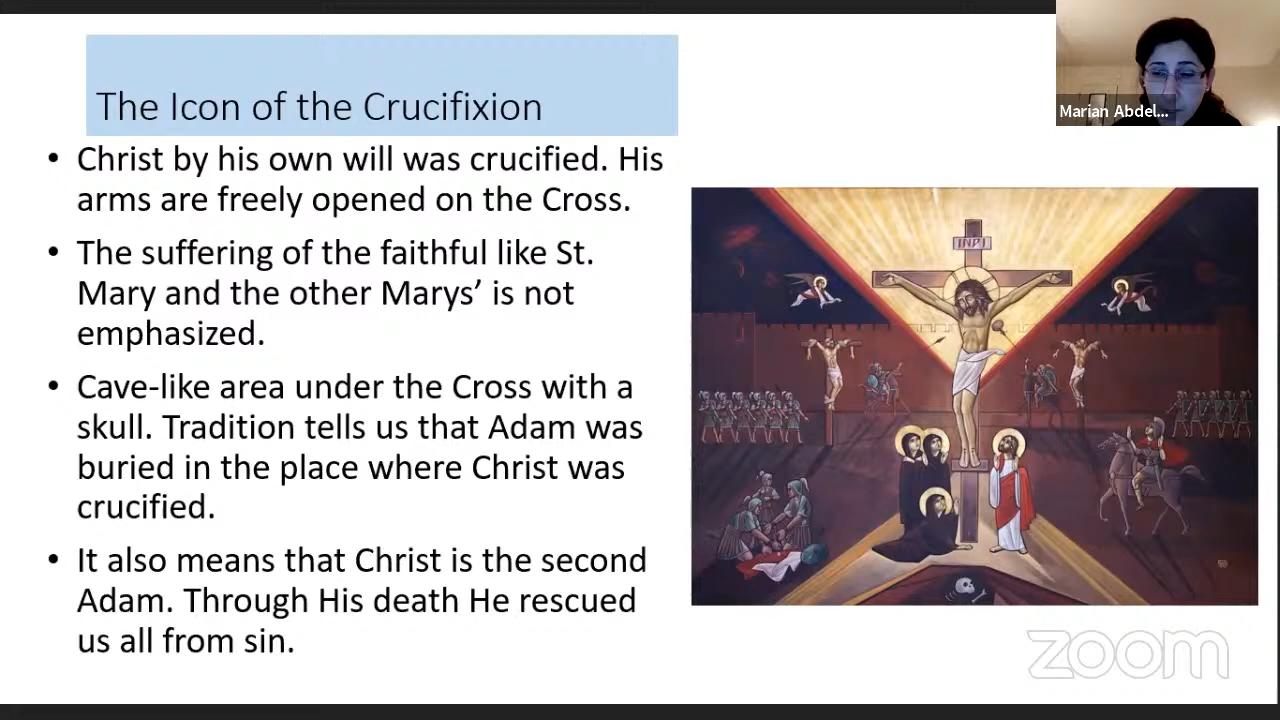 The Icon of the Crucifixion
• Christ by his own will was crucified. His
arms are freely opened on the Cross.
• The suffering of the faithful like St.
Mary and the other Marys’ is not
emphasized.
• Cave-like area under the Cross with a
skull. Tradition tells us that Adam was
buried in the place where Christ was
crucified.
• It also means that Christ is the second
Adam. Through His death He rescued
us all from sin.
Marian Abdel...
INRI
zoom